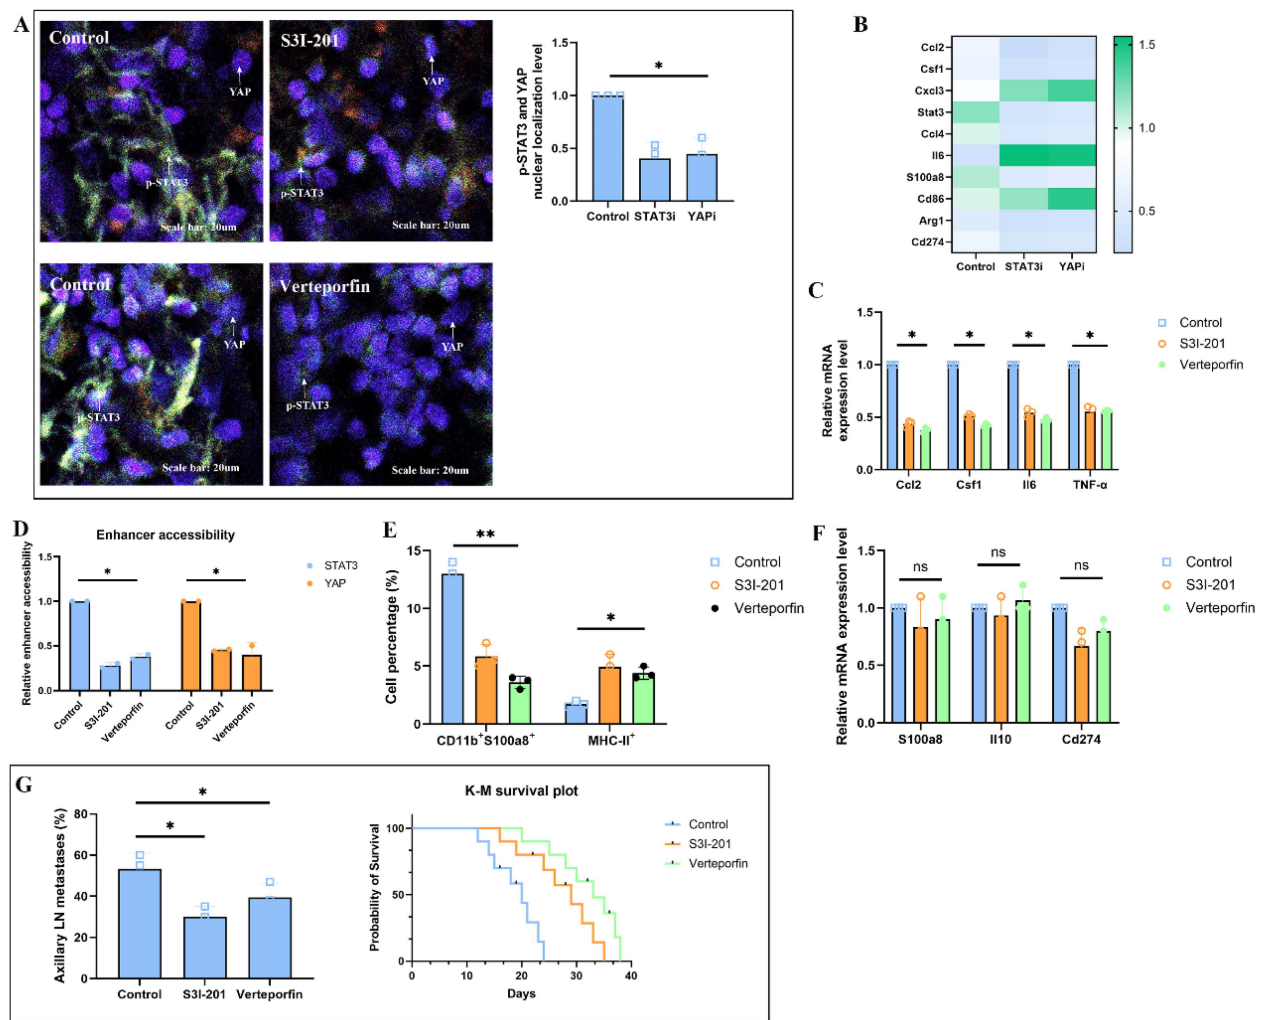 A
Control
YAP
p-STAT3
Scale bar: 20um
S3I-201
YAP
p-STAT3
Scale bar: 20um
Control
YAP
p-STAT3
Scale bar: 20um
Verteporfin
YAP
p-STAT3
Scale bar: 20um
p-STAT3 and YAP
nuclear localization level
1.5
1.0
0.5
0.0
*
Control STAT3i YAPi
B
Ccl2
Csf1
Cxcl3
Stat3
Ccl4
Il6
S100a8
Cd86
Arg1
Cd274
Control STAT3i YAPi
1.5
1.0
0.5
C
Relative mRNA
expression level
1.5
1.0
0.5
0.0
* * * *
Ccl2 Csf1 Il6 TNF-α
Control
S3I-201
Verteporfin
D
Enhancer accessibility
Relative enhancer accessibility
1.5
1.0
0.5
0.0
* *
Control S3I-201 Verteporfin Control S3I-201 Verteporfin
STAT3
YAP
E
Cell percentage (%)
15
10
5
0
** *
CD11b+S100a8+ MHC-II+
Control
S3I-201
Verteporfin
F
Relative mRNA expression level
1.5
1.0
0.5
0.0
ns ns ns
S100a8 Il10 Cd274
Control
S3I-201
Verteporfin
G
Axillary LN metastases (%)
80
60
40
20
0
*
*
Control S3I-201 Verteporfin
K-M survival plot
Probability of Survival
100
50
0
0 10 20 30 40
Days
Control
S3I-201
Verteporfin